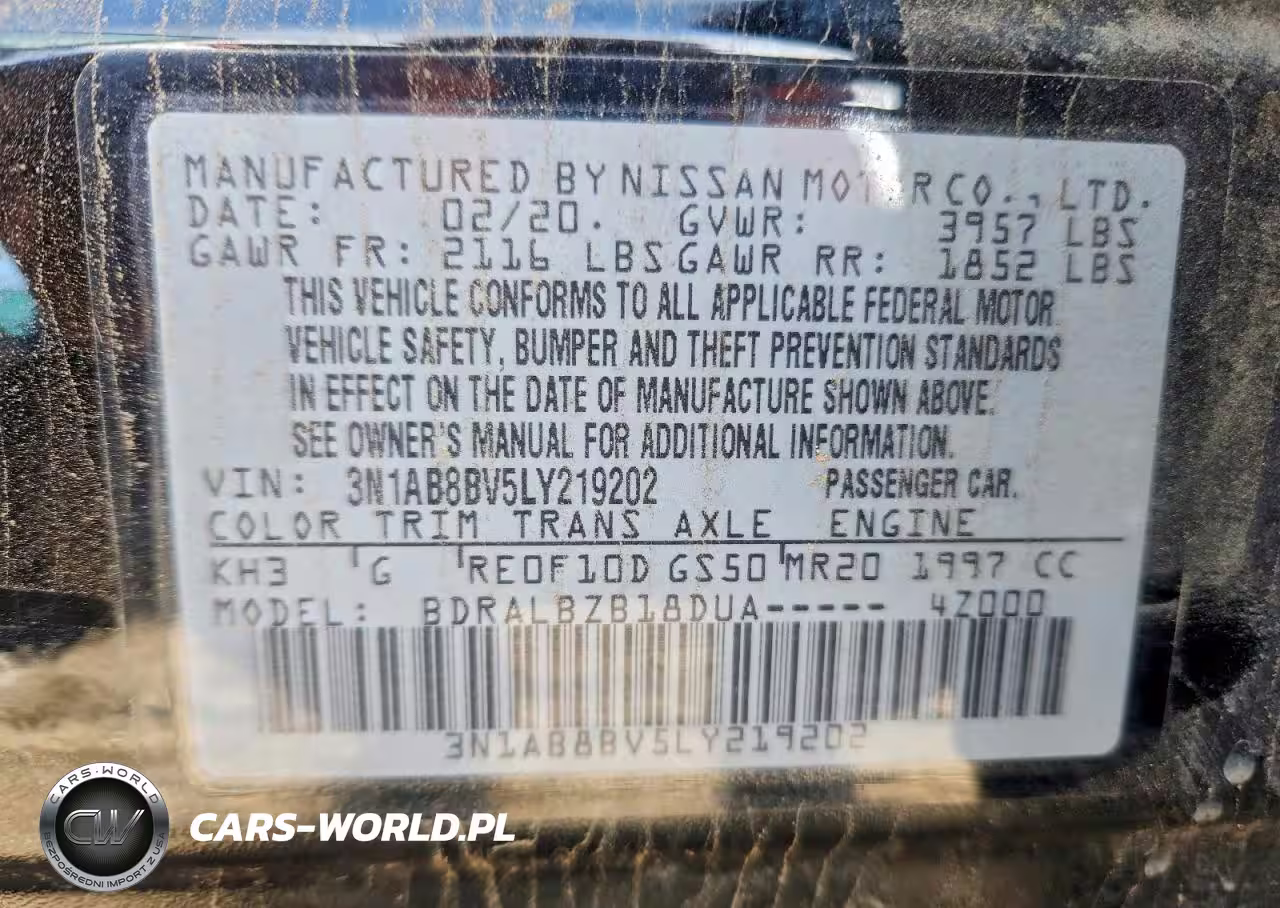 MANUFACTURED BY NISSAN MOTOR CO., LTD.
DATE: 02/20. GVWR: 3957 LBS
GAWR FR: 2116 LBS GAWR RR: 1852 LBS
THIS VEHICLE CONFORMS TO ALL APPLICABLE FEDERAL MOTOR
VEHICLE SAFETY, BUMPER AND THEFT PREVENTION STANDARDS
IN EFFECT ON THE DATE OF MANUFACTURE SHOWN ABOVE.
SEE OWNER'S MANUAL FOR ADDITIONAL INFORMATION.
VIN: 3N1AB8BV5LY219202 PASSENGER CAR.
COLOR TRIM TRANS AXLE ENGINE
KH3 G RE0F10D GS50 MR20 1997 CC
MODEL: BDRALBZB18DUA----- 4Z000
3N1AB8BV5LY219202
CARS-WORLD
CW
BEZPOŚREDNI IMPORT Z USA
CARS-WORLD.PL